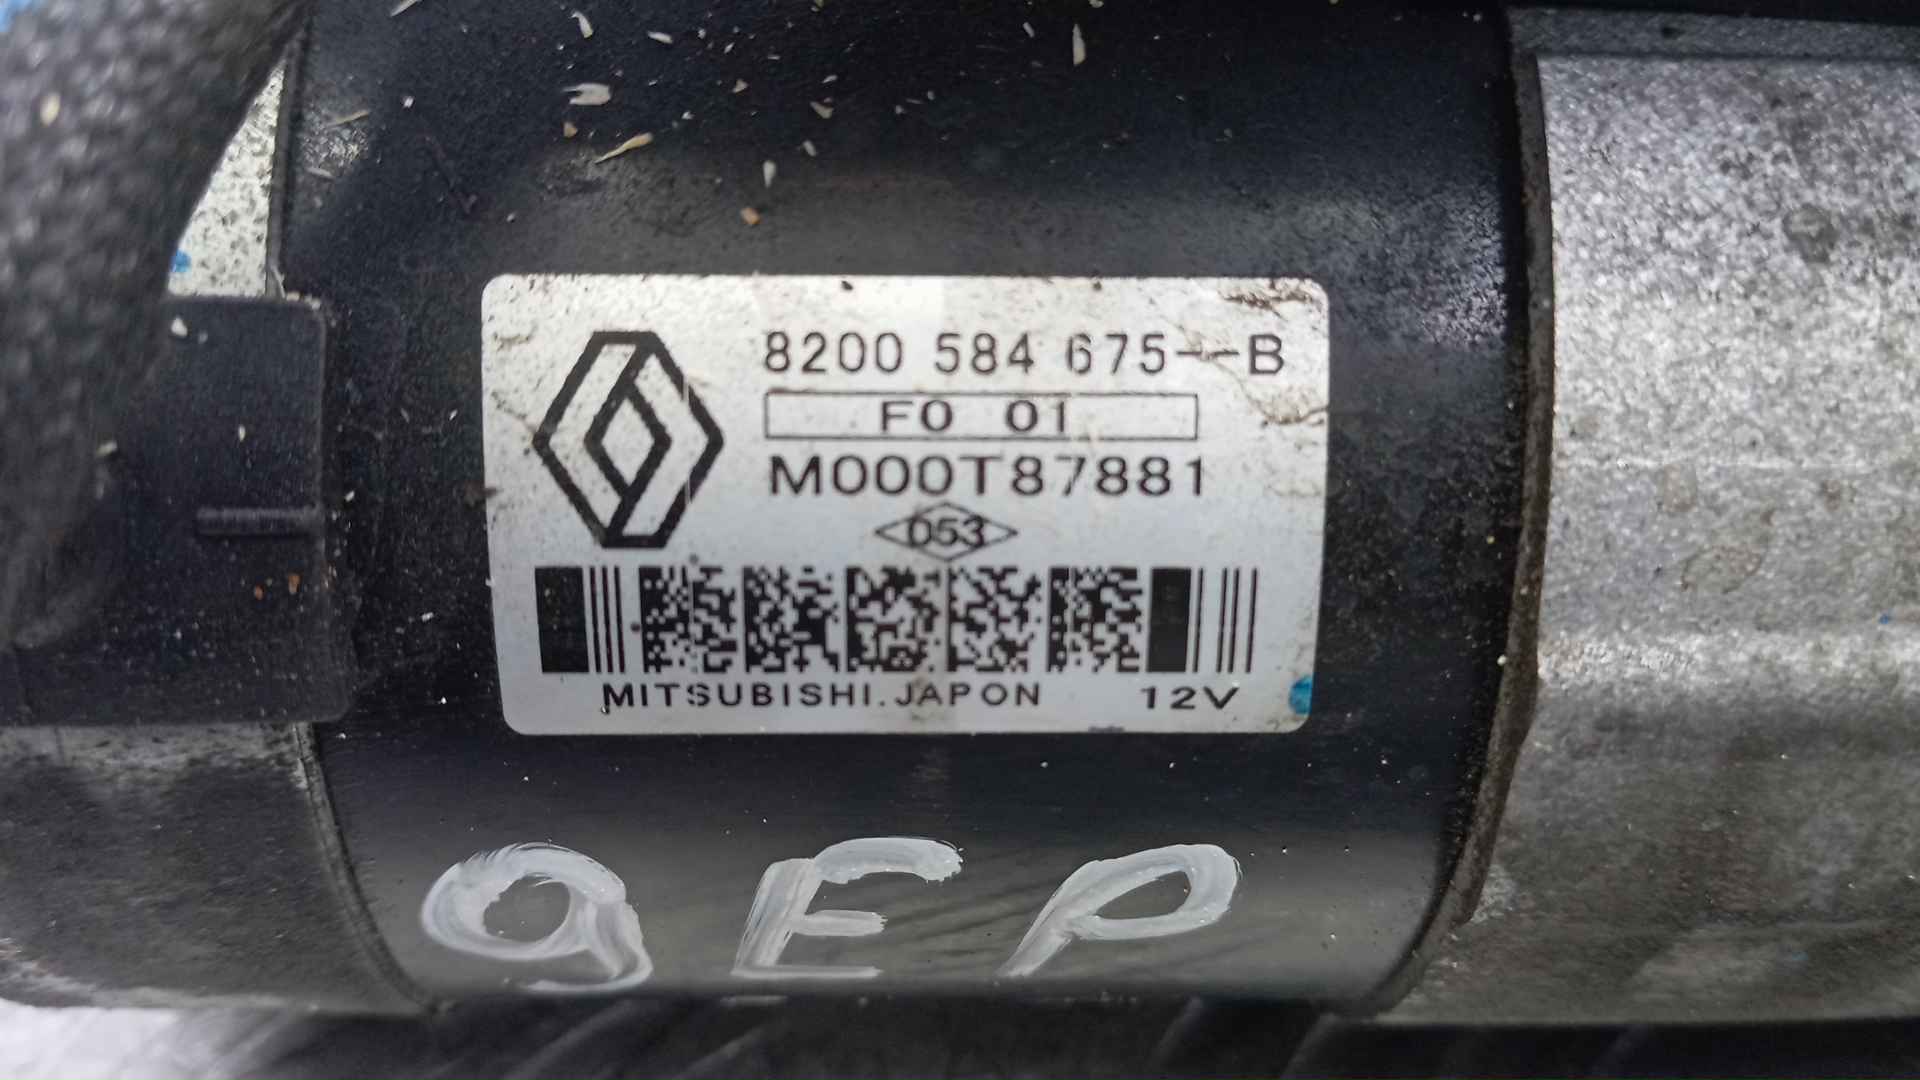 8200 584 675--B
F0 01
M000T87881
053
MITSUBISHI.JAPON 12V
9EP